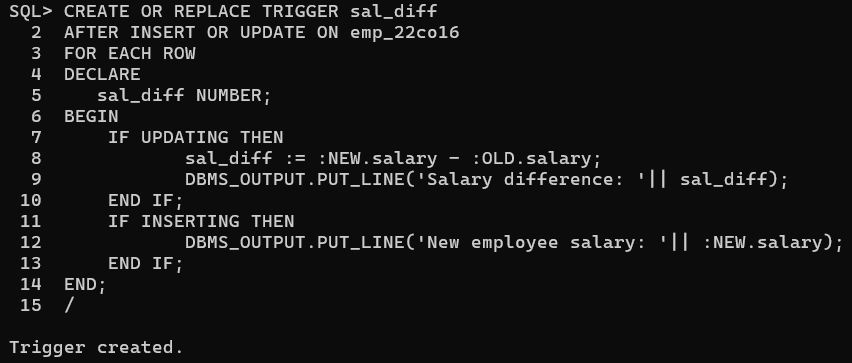 SQL> CREATE OR REPLACE TRIGGER sal_diff
  2  AFTER INSERT OR UPDATE ON emp_22co16
  3  FOR EACH ROW
  4  DECLARE
  5     sal_diff NUMBER;
  6  BEGIN
  7      IF UPDATING THEN
  8             sal_diff := :NEW.salary - :OLD.salary;
  9             DBMS_OUTPUT.PUT_LINE('Salary difference: '|| sal_diff);
 10      END IF;
 11      IF INSERTING THEN
 12             DBMS_OUTPUT.PUT_LINE('New employee salary: '|| :NEW.salary);
 13      END IF;
 14  END;
 15  /

Trigger created.